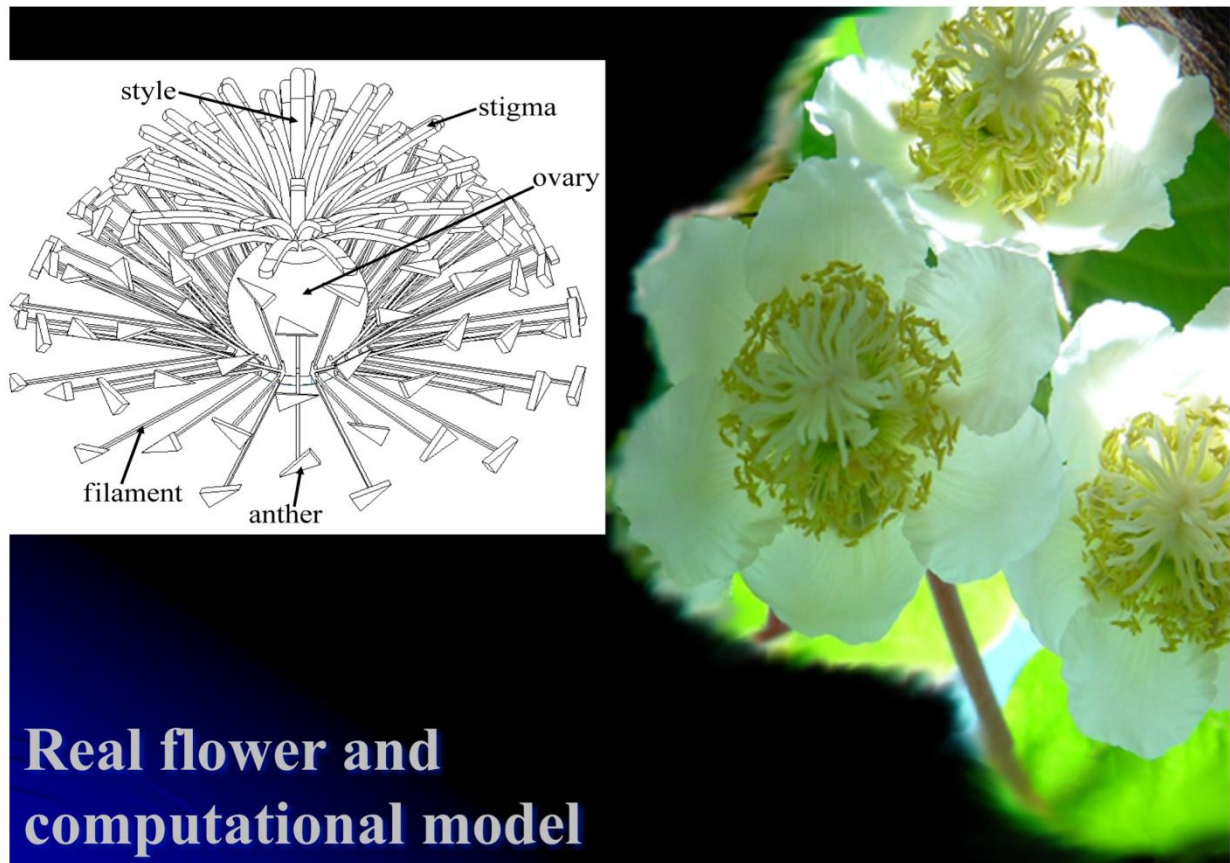 style
stigma
ovary
filament
anther
Real flower and
computational model